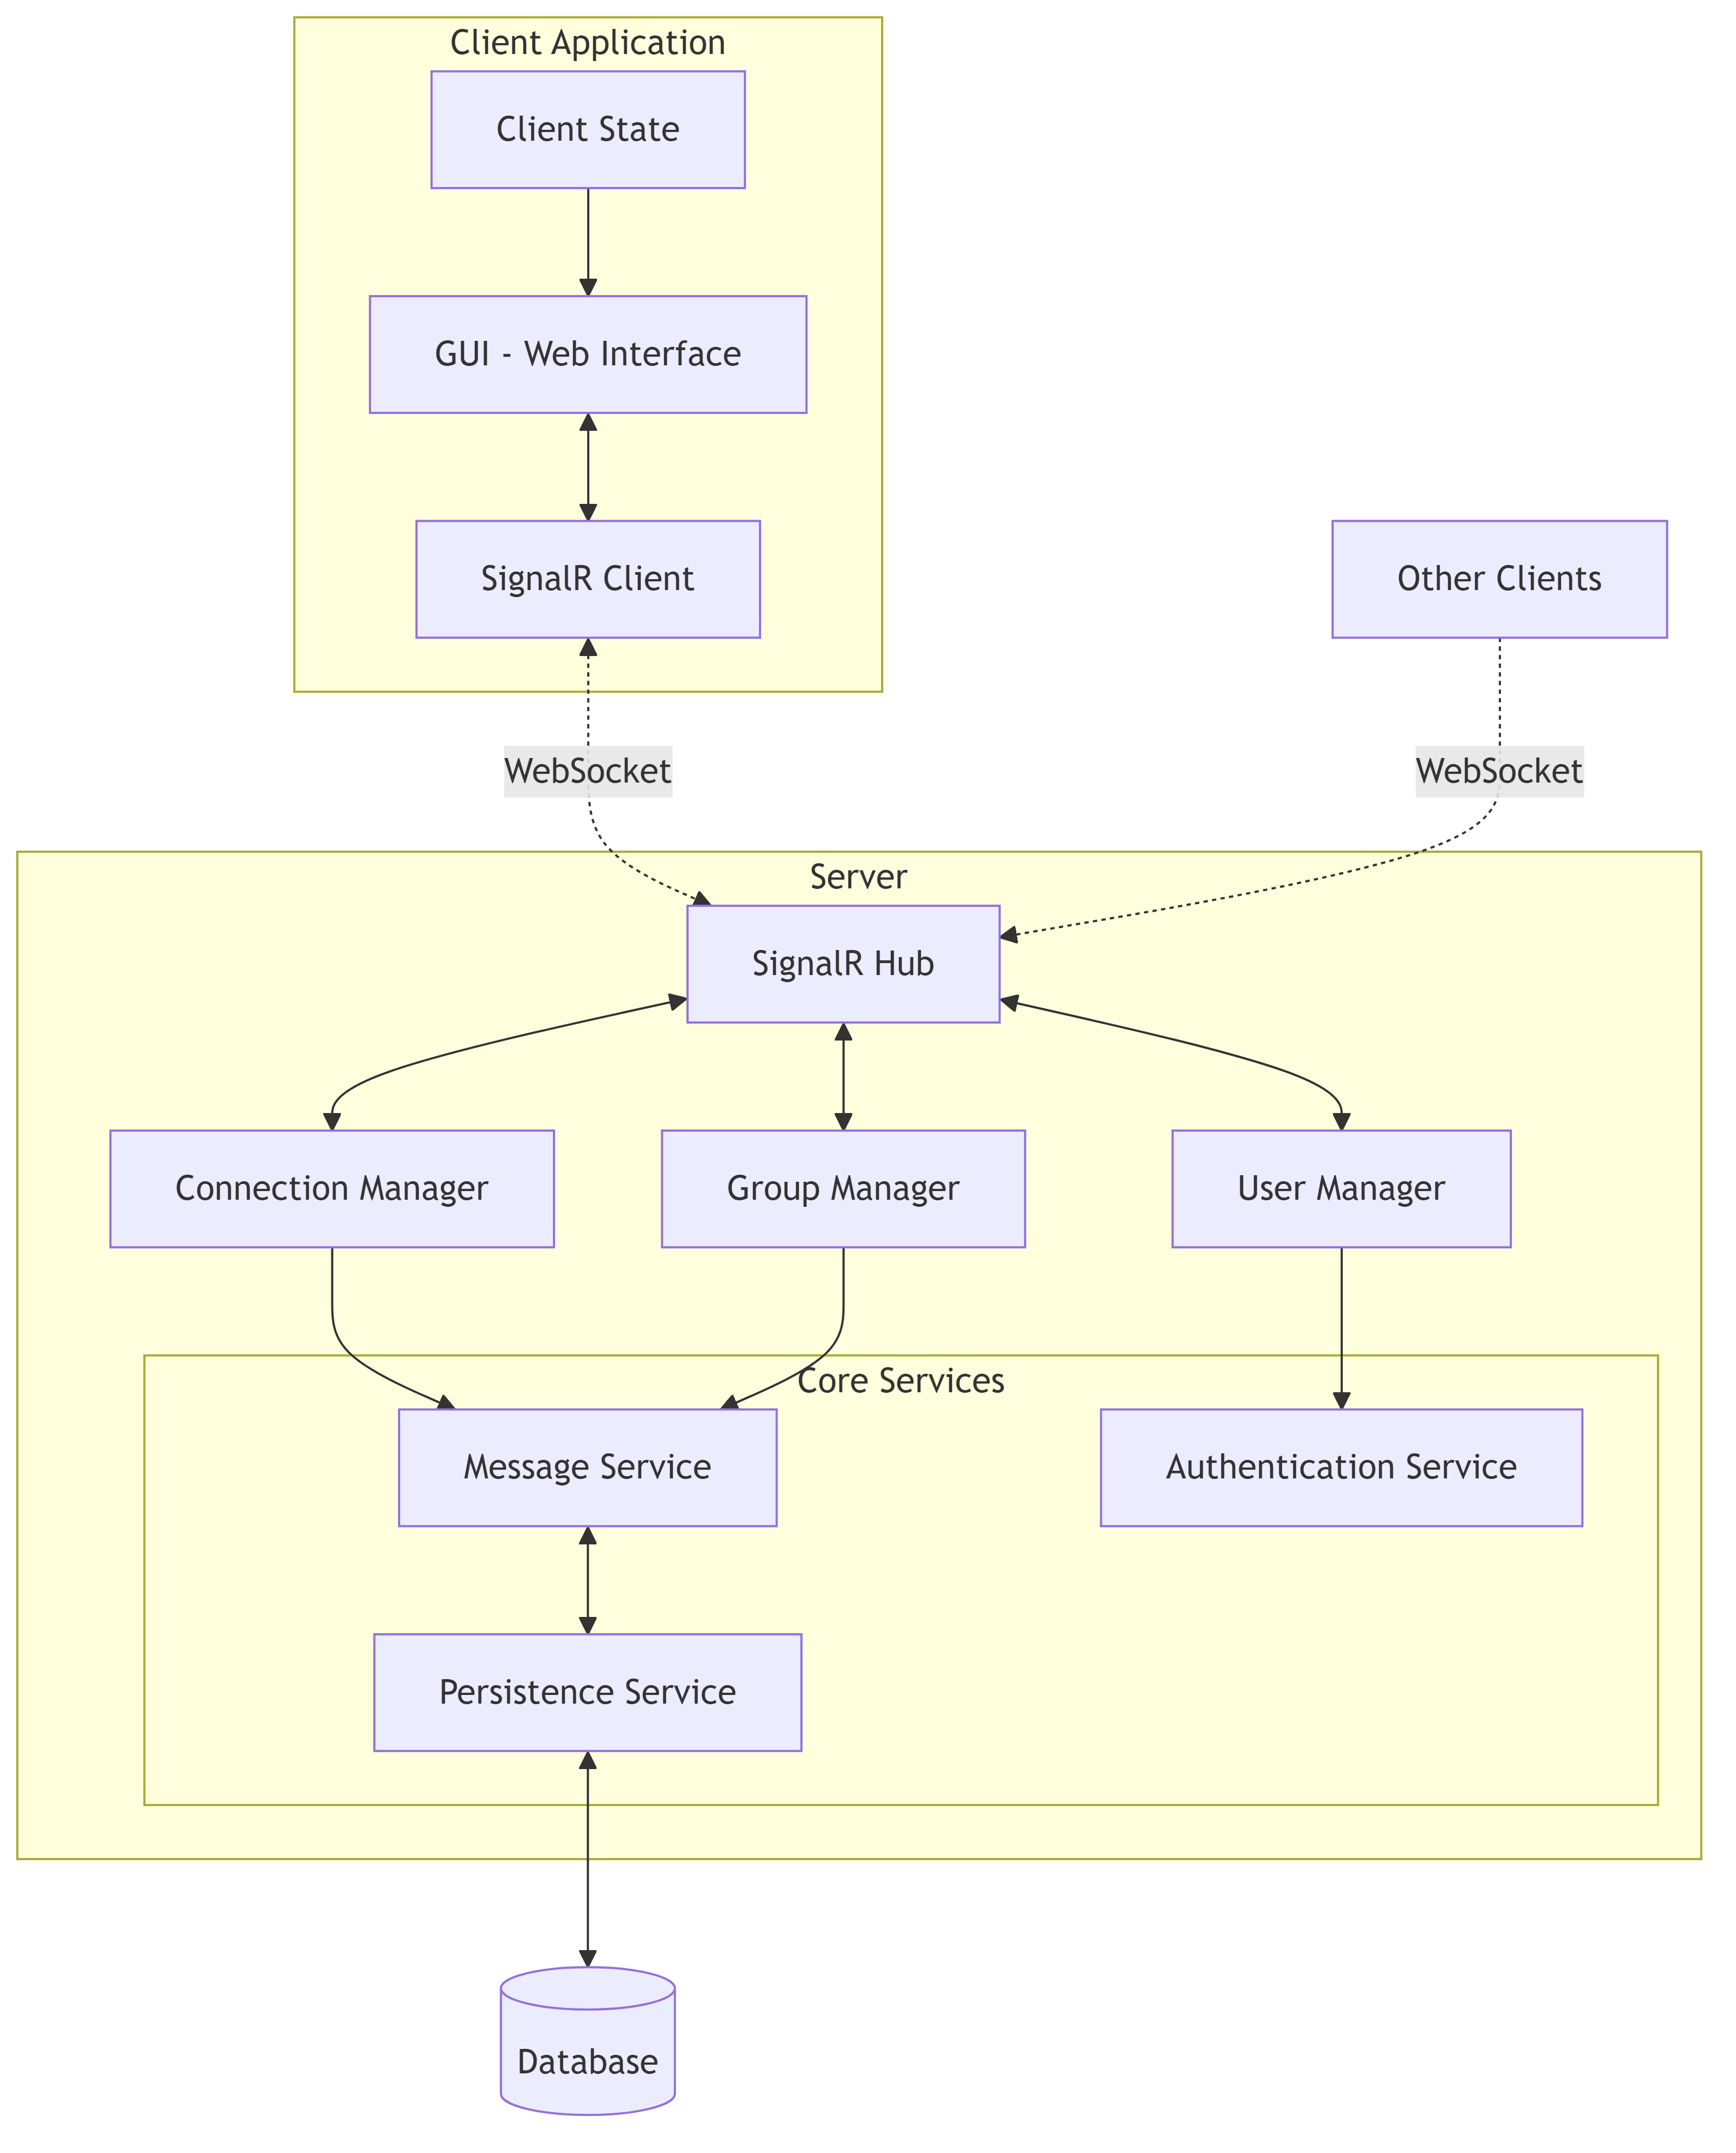 Client Application
Client State
GUI - Web Interface
SignalR Client
Other Clients
WebSocket
WebSocket
Server
SignalR Hub
Connection Manager
Group Manager
User Manager
Core Services
Message Service
Authentication Service
Persistence Service
Database